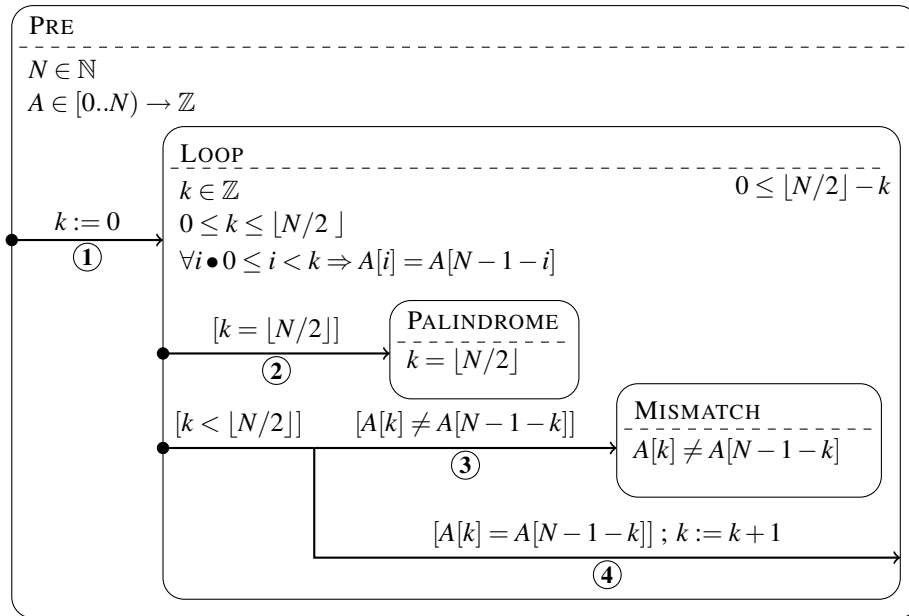 PRE
N ∈ ℕ
A ∈ [0..N) → ℤ
LOOP
k ∈ ℤ
0 ≤ ⌊N/2⌋ − k
0 ≤ k ≤ ⌊N/2 ⌋
∀i • 0 ≤ i < k ⇒ A[i] = A[N − 1 − i]
k := 0
1
[k = ⌊N/2⌋]
2
PALINDROME
k = ⌊N/2⌋
[k < ⌊N/2⌋]
[A[k] ≠ A[N − 1 − k]]
3
MISMATCH
A[k] ≠ A[N − 1 − k]
[A[k] = A[N − 1 − k]] ; k := k + 1
4